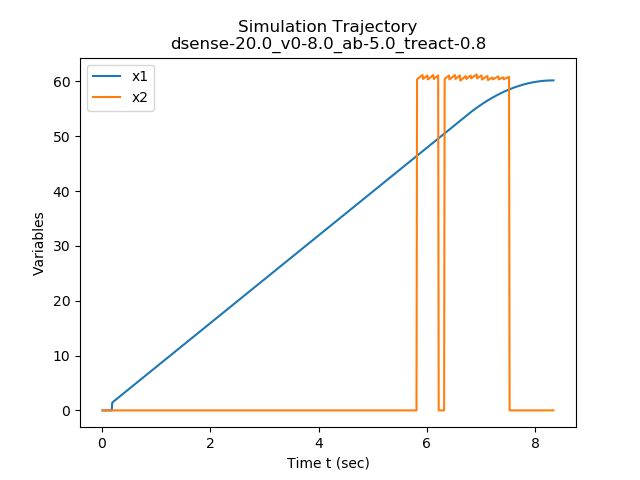 Simulation Trajectory
dsense-20.0_v0-8.0_ab-5.0_treact-0.8
x1
x2
Variables
60
50
40
30
20
10
0
0 2 4 6 8
Time t (sec)